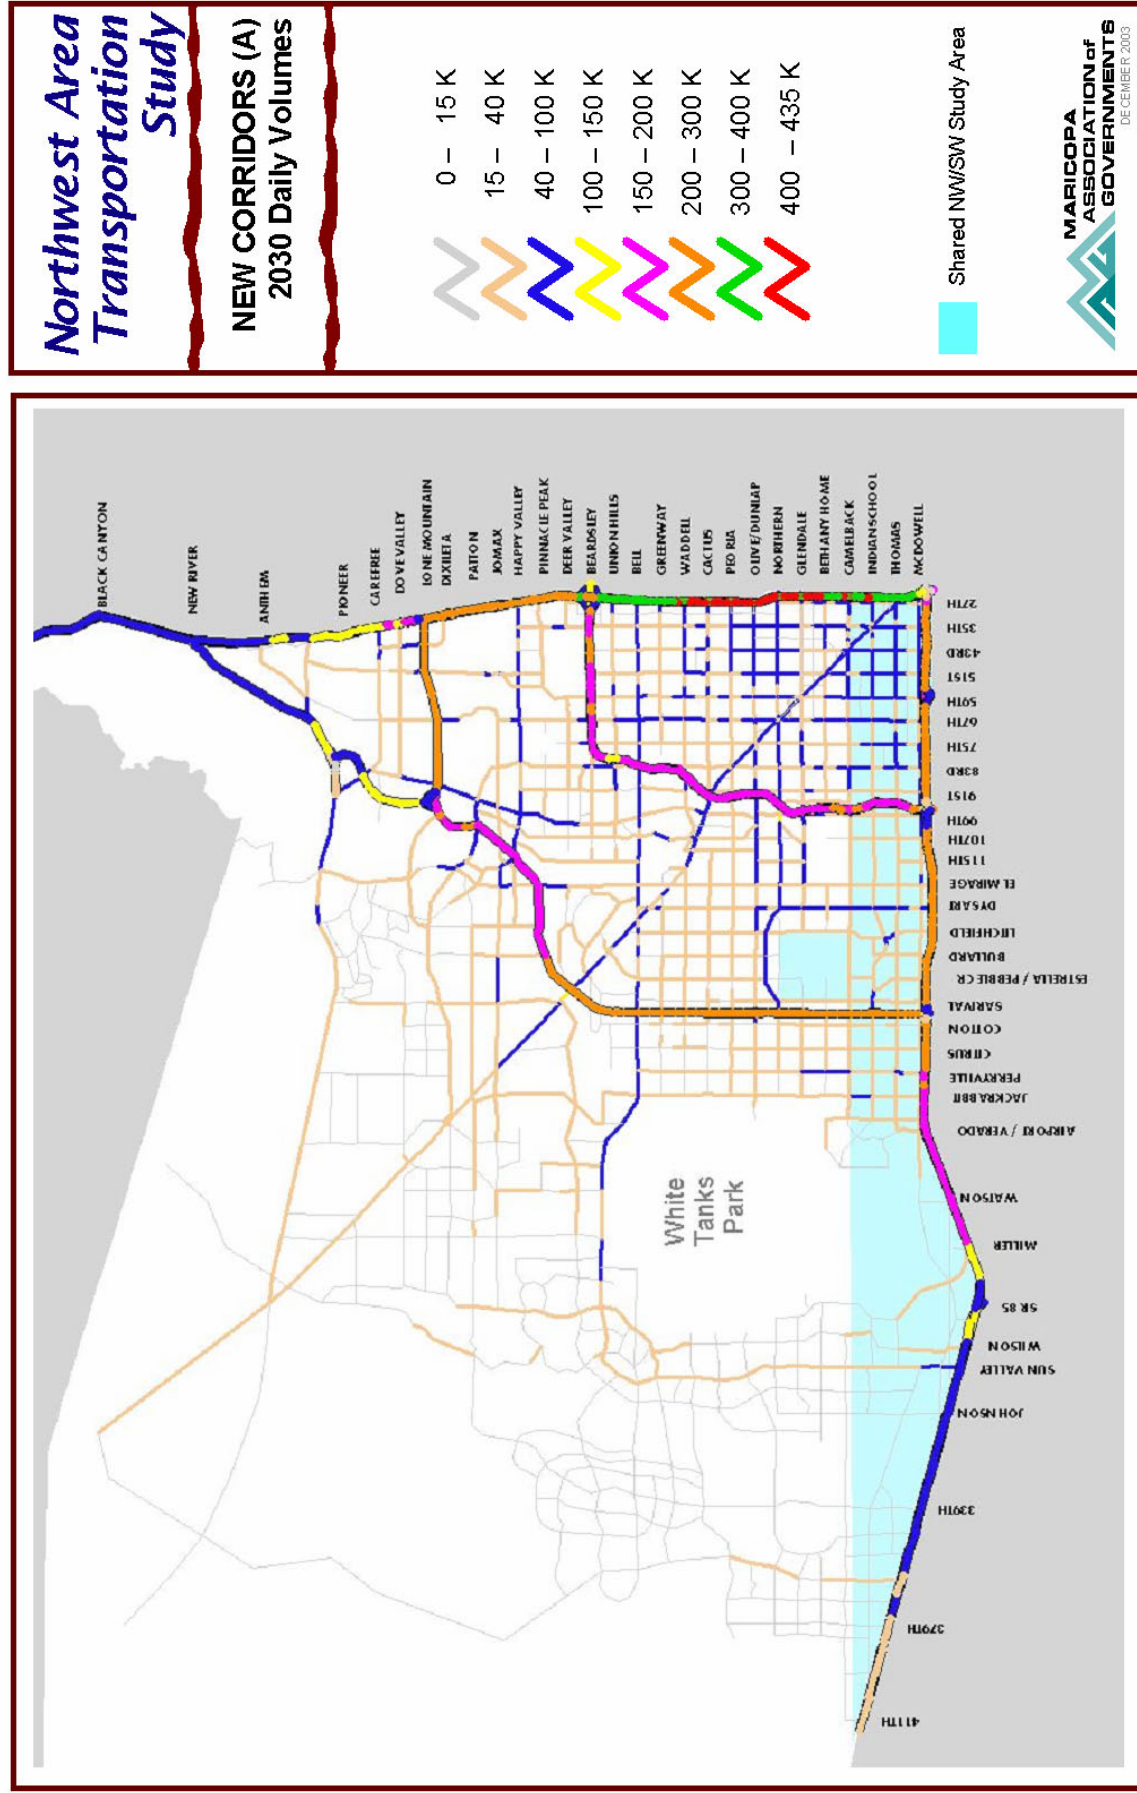 Northwest Area
Transportation
Study
NEW CORRIDORS (A)
2030 Daily Volumes
0 – 15 K
15 – 40 K
40 – 100 K
100 – 150 K
150 – 200 K
200 – 300 K
300 – 400 K
400 – 435 K
Shared NW/SW Study Area
MARICOPA
ASSOCIATION of
GOVERNMENTS
DECEMBER 2003
BLACK CANYON
NEW RIVER
ANTHEM
PIONEER
CAREFREE
DOVE VALLEY
LONE MOUNTAIN
DIXILETA
PATTON
JOMAX
HAPPY VALLEY
PINNACLE PEAK
DEER VALLEY
BEARDSLEY
UNION HILLS
BELL
GREENWAY
WADDELL
CACTUS
PEORIA
OLIVE/DUNLAP
NORTHERN
GLENDALE
BETHANY HOME
CAMELBACK
INDIAN SCHOOL
THOMAS
MCDOWELL
White
Tanks
Park
411TH
379TH
339TH
JOHNSON
SUN VALLEY
WILSON
SR 85
MILLER
WATSON
AIRPORT / VERADO
JACKRABBIT
PERRYVILLE
CITRUS
COTTON
SARIVAL
ESTRELLA / PEBBLE CR
BULLARD
LITCHFIELD
DYSART
EL MIRAGE
115TH
107TH
99TH
91ST
83RD
75TH
67TH
59TH
51ST
43RD
35TH
27TH